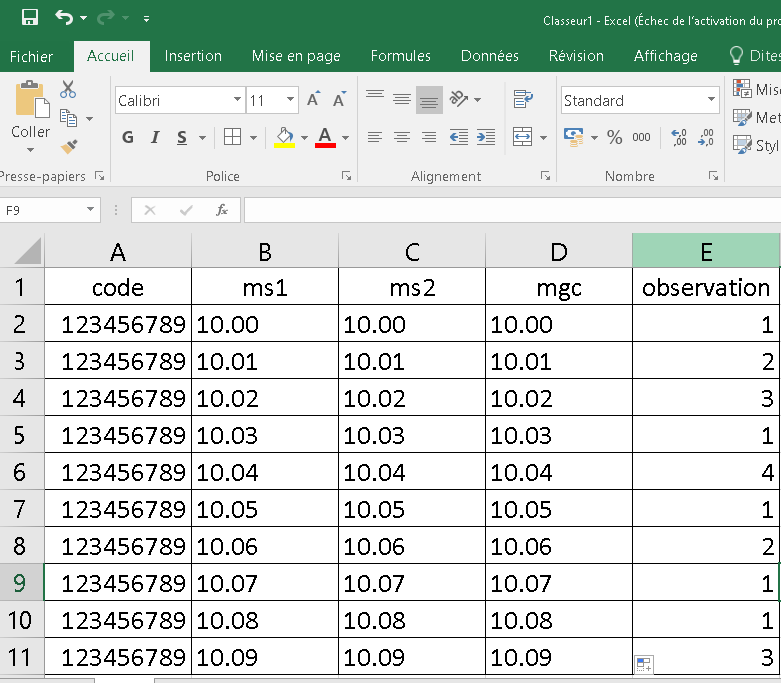 Classeur1 - Excel (Échec de l'activation du pro
Fichier Accueil Insertion Mise en page Formules Données Révision Affichage Dites
Coller Calibri 11 Standard Mise
G I S % 000 ,00 Met
Styl
Presse-papiers Police Alignement Nombre
F9 fx
A B C D E
1 code ms1 ms2 mgc observation
2 123456789 10.00 10.00 10.00 1
3 123456789 10.01 10.01 10.01 2
4 123456789 10.02 10.02 10.02 3
5 123456789 10.03 10.03 10.03 1
6 123456789 10.04 10.04 10.04 4
7 123456789 10.05 10.05 10.05 1
8 123456789 10.06 10.06 10.06 2
9 123456789 10.07 10.07 10.07 1
10 123456789 10.08 10.08 10.08 1
11 123456789 10.09 10.09 10.09 3